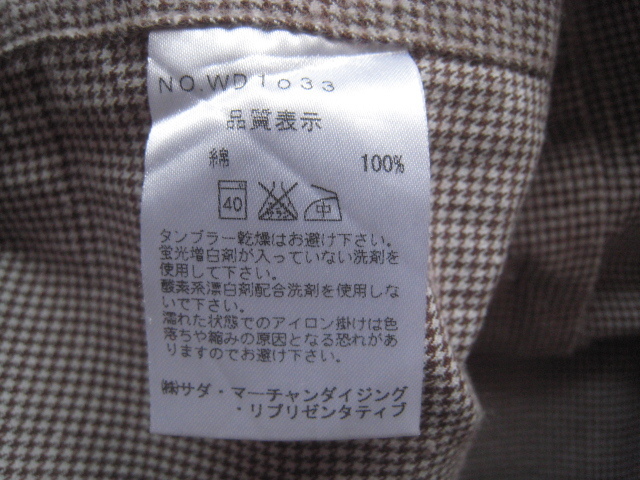 NO.WD1033
品質表示
綿 100%
40 中
タンブラー乾燥はお避け下さい。
蛍光増白剤が入っていない洗剤を
使用して下さい。
酸素系漂白剤配合洗剤を使用しな
いで下さい。
濡れた状態でのアイロン掛けは色
落ちや縮みの原因となる恐れがあ
りますのでお避け下さい。
㈱サダ・マーチャンダイジング
・リプリゼンタティブ